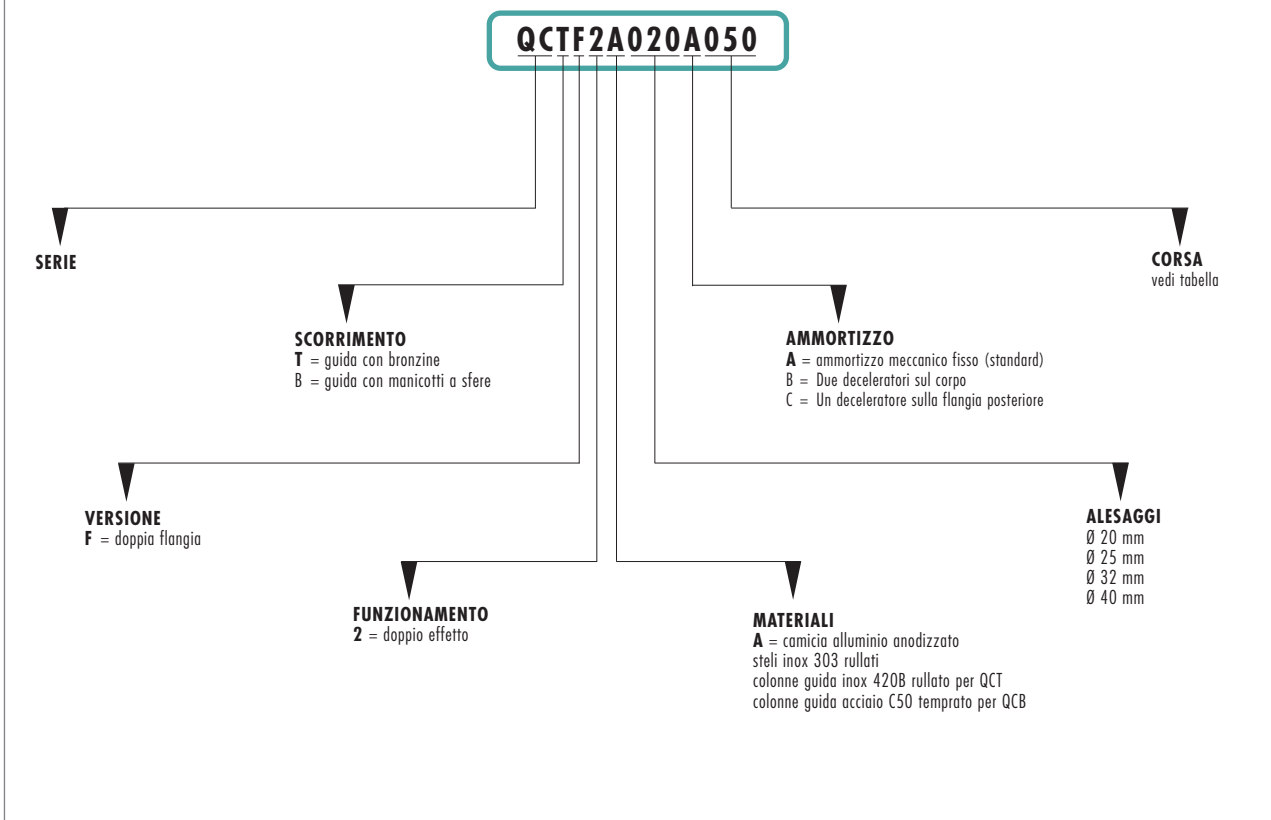 QCTF2A020A050
SERIE
CORSA
vedi tabella
SCORRIMENTO
T = guida con bronzine
B = guida con manicotti a sfere
AMMORTIZZO
A = ammortizzo meccanico fisso (standard)
B = Due deceleratori sul corpo
C = Un deceleratore sulla flangia posteriore
VERSIONE
F = doppia flangia
ALESAGGI
Ø 20 mm
Ø 25 mm
Ø 32 mm
Ø 40 mm
FUNZIONAMENTO
2 = doppio effetto
MATERIALI
A = camicia alluminio anodizzato
steli inox 303 rullati
colonne guida inox 420B rullato per QCT
colonne guida acciaio C50 temprato per QCB